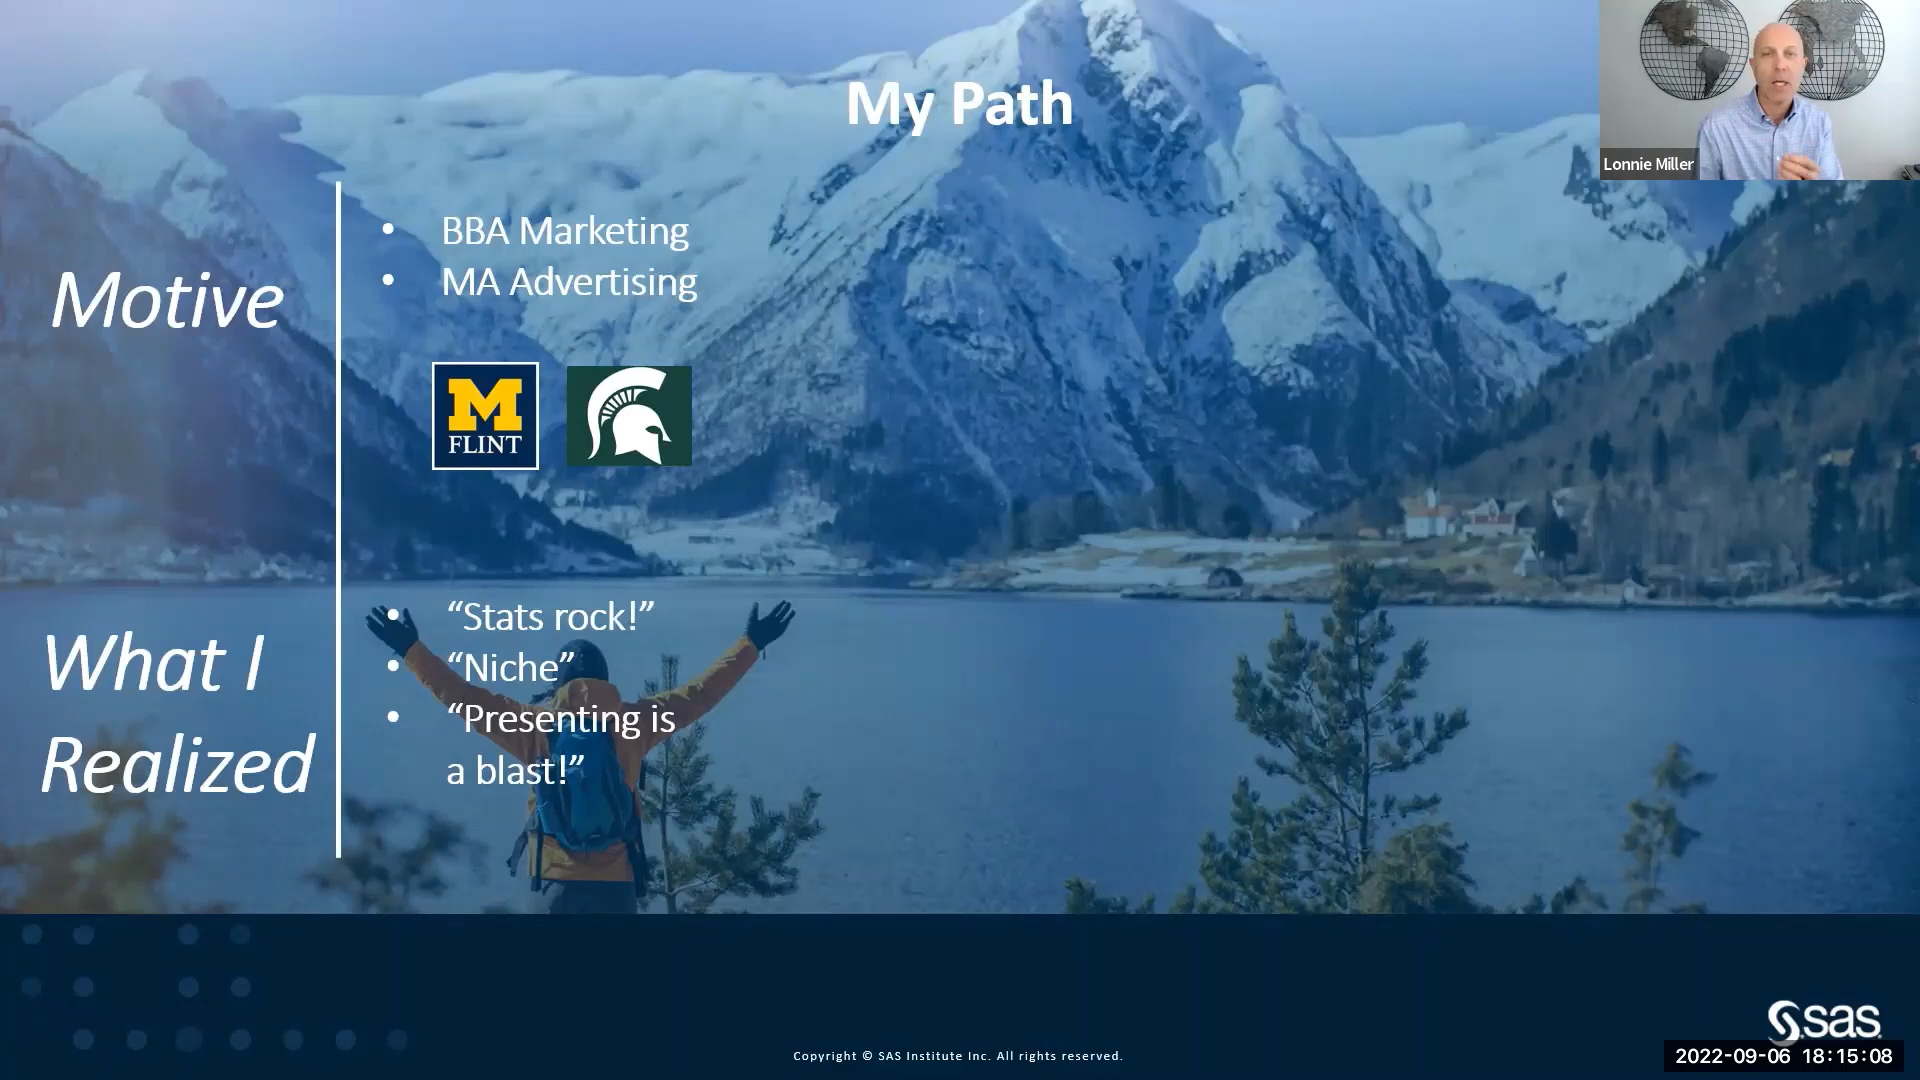 My Path
Lonnie Miller
Motive
• BBA Marketing
• MA Advertising
M
FLINT
What I
Realized
• “Stats rock!”
• “Niche”
• “Presenting is
a blast!”
sas
Copyright © SAS Institute Inc. All rights reserved.
2022-09-06 18:15:08